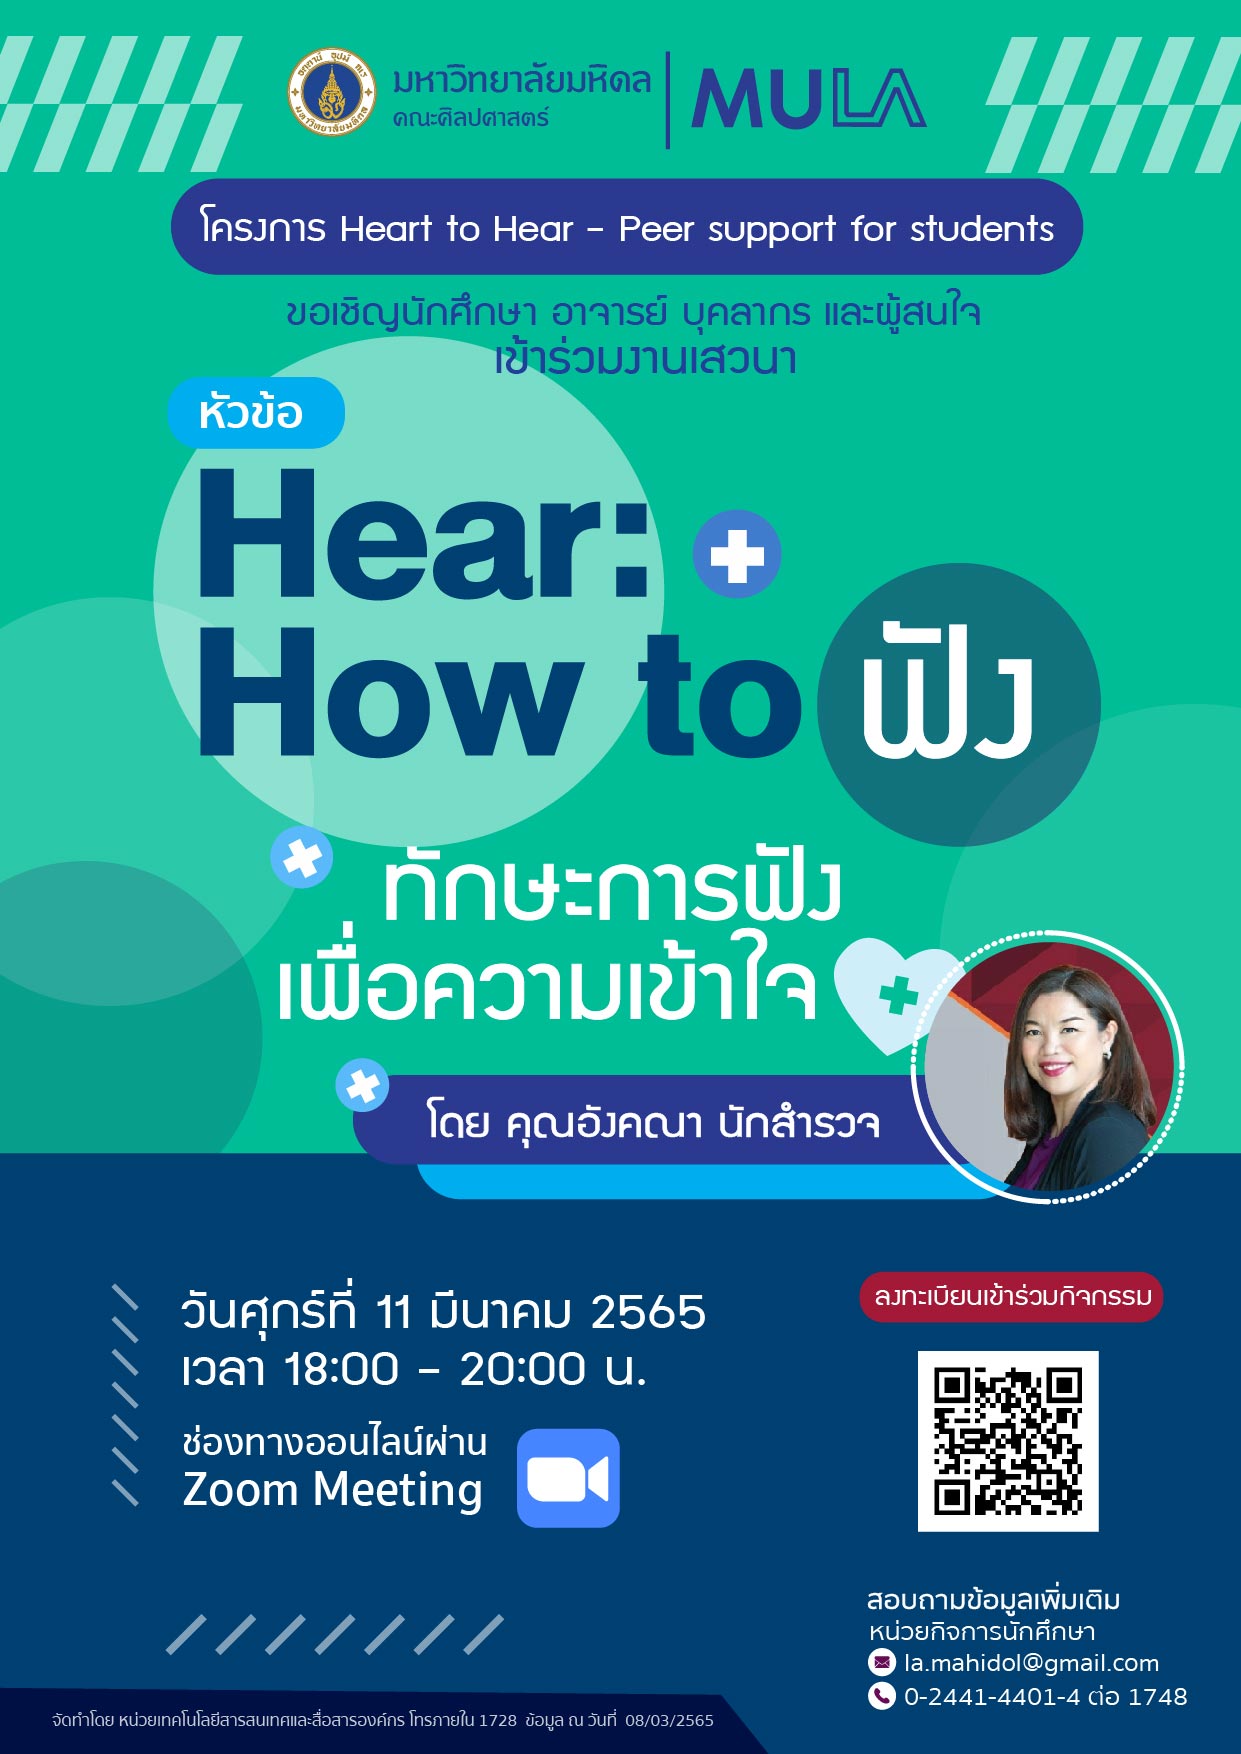 มหาวิทยาลัยมหิดล
คณะศิลปศาสตร์
MULA
โครงการ Heart to Hear - Peer support for students
ขอเชิญนักศึกษา อาจารย์ บุคลากร และผู้สนใจ
เข้าร่วมงานเสวนา
หัวข้อ
Hear:
How to ฟัง
ทักษะการฟัง
เพื่อความเข้าใจ
โดย คุณอังคณา นักสำรวจ
วันศุกร์ที่ 11 มีนาคม 2565
เวลา 18:00 - 20:00 น.
ช่องทางออนไลน์ผ่าน
Zoom Meeting
ลงทะเบียนเข้าร่วมกิจกรรม
สอบถามข้อมูลเพิ่มเติม
หน่วยกิจการนักศึกษา
la.mahidol@gmail.com
0-2441-4401-4 ต่อ 1748
จัดทำโดย หน่วยเทคโนโลยีสารสนเทศและสื่อสารองค์กร โทรภายใน 1728 ข้อมูล ณ วันที่ 08/03/2565